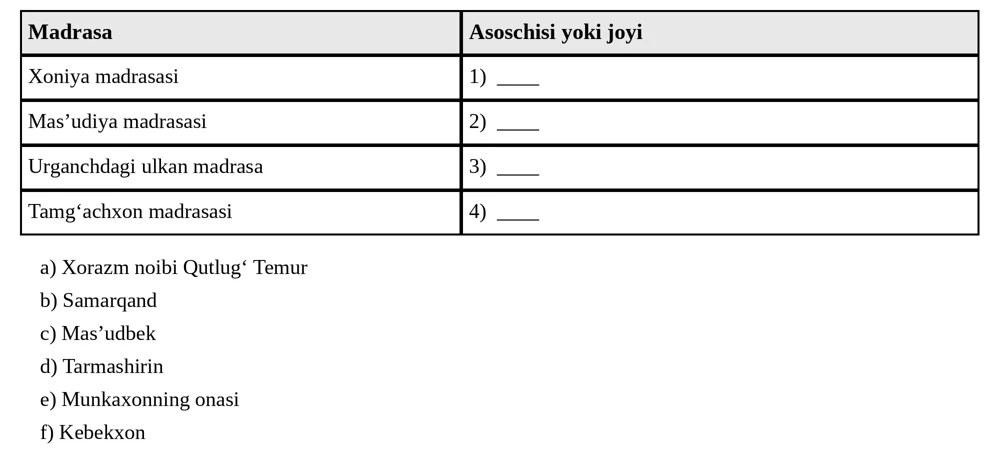 Madrasa Asoschisi yoki joyi
Xoniya madrasasi 1) ____
Mas’udiya madrasasi 2) ____
Urganchdagi ulkan madrasa 3) ____
Tamg‘achxon madrasasi 4) ____
a) Xorazm noibi Qutlug‘ Temur
b) Samarqand
c) Mas’udbek
d) Tarmashirin
e) Munkaxonning onasi
f) Kebekxon